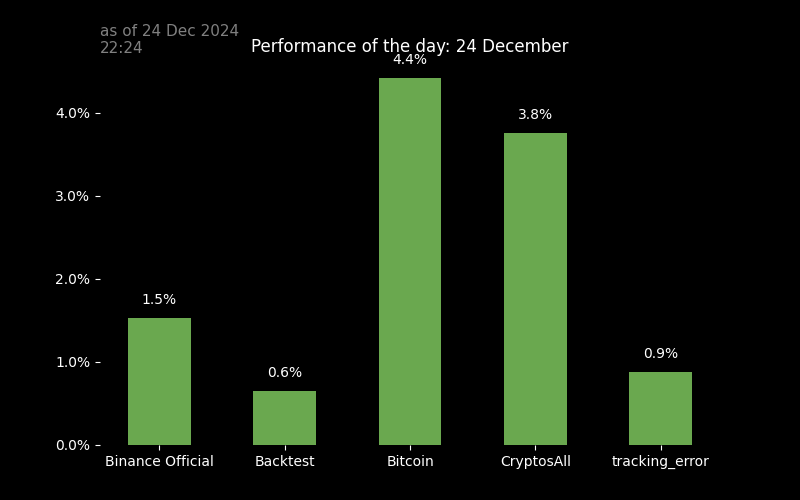 as of 24 Dec 2024
22:24
Performance of the day: 24 December
4.4%
4.0%
3.8%
3.0%
2.0%
1.5%
1.0%
0.9%
0.6%
0.0%
Binance Official
Backtest
Bitcoin
CryptosAll
tracking_error